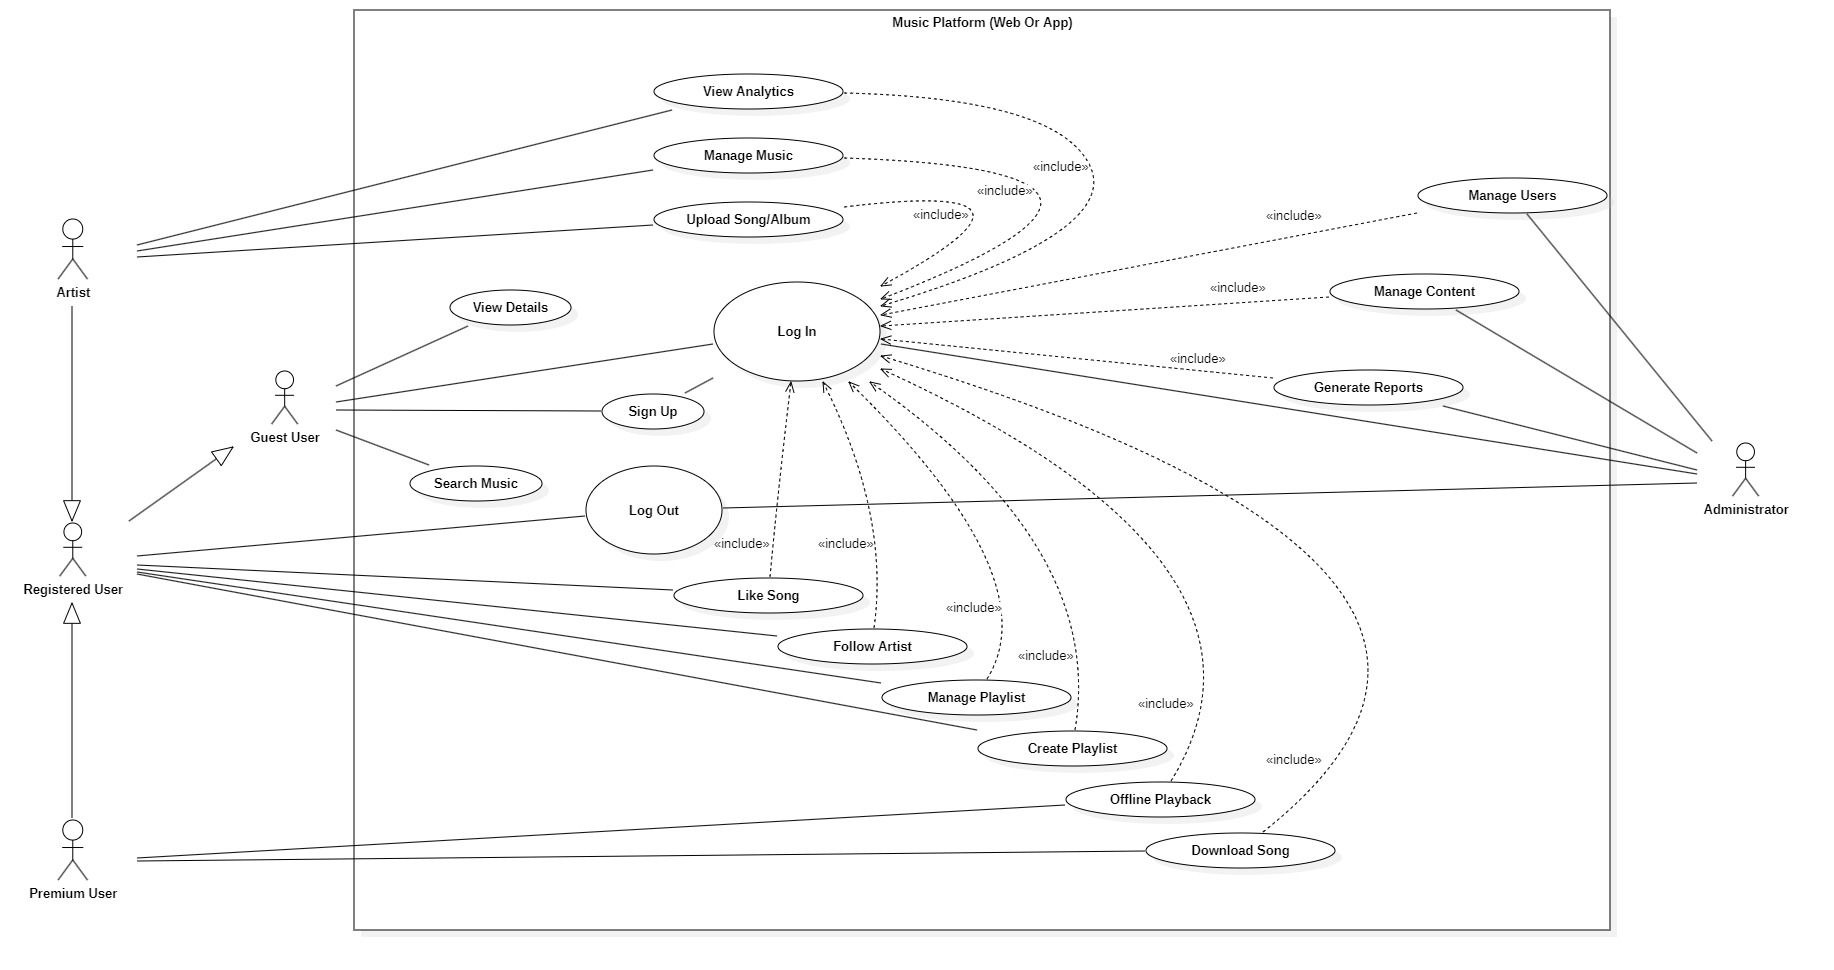 Music Platform (Web Or App)
View Analytics
Manage Music
«include»
«include»
Manage Users
Upload Song/Album
«include»
«include»
Artist
View Details
«include»
Manage Content
Log In
«include»
Generate Reports
Sign Up
Guest User
Search Music
Log Out
Administrator
«include»
«include»
Registered User
Like Song
«include»
Follow Artist
«include»
Manage Playlist
«include»
Create Playlist
«include»
Offline Playback
Download Song
Premium User